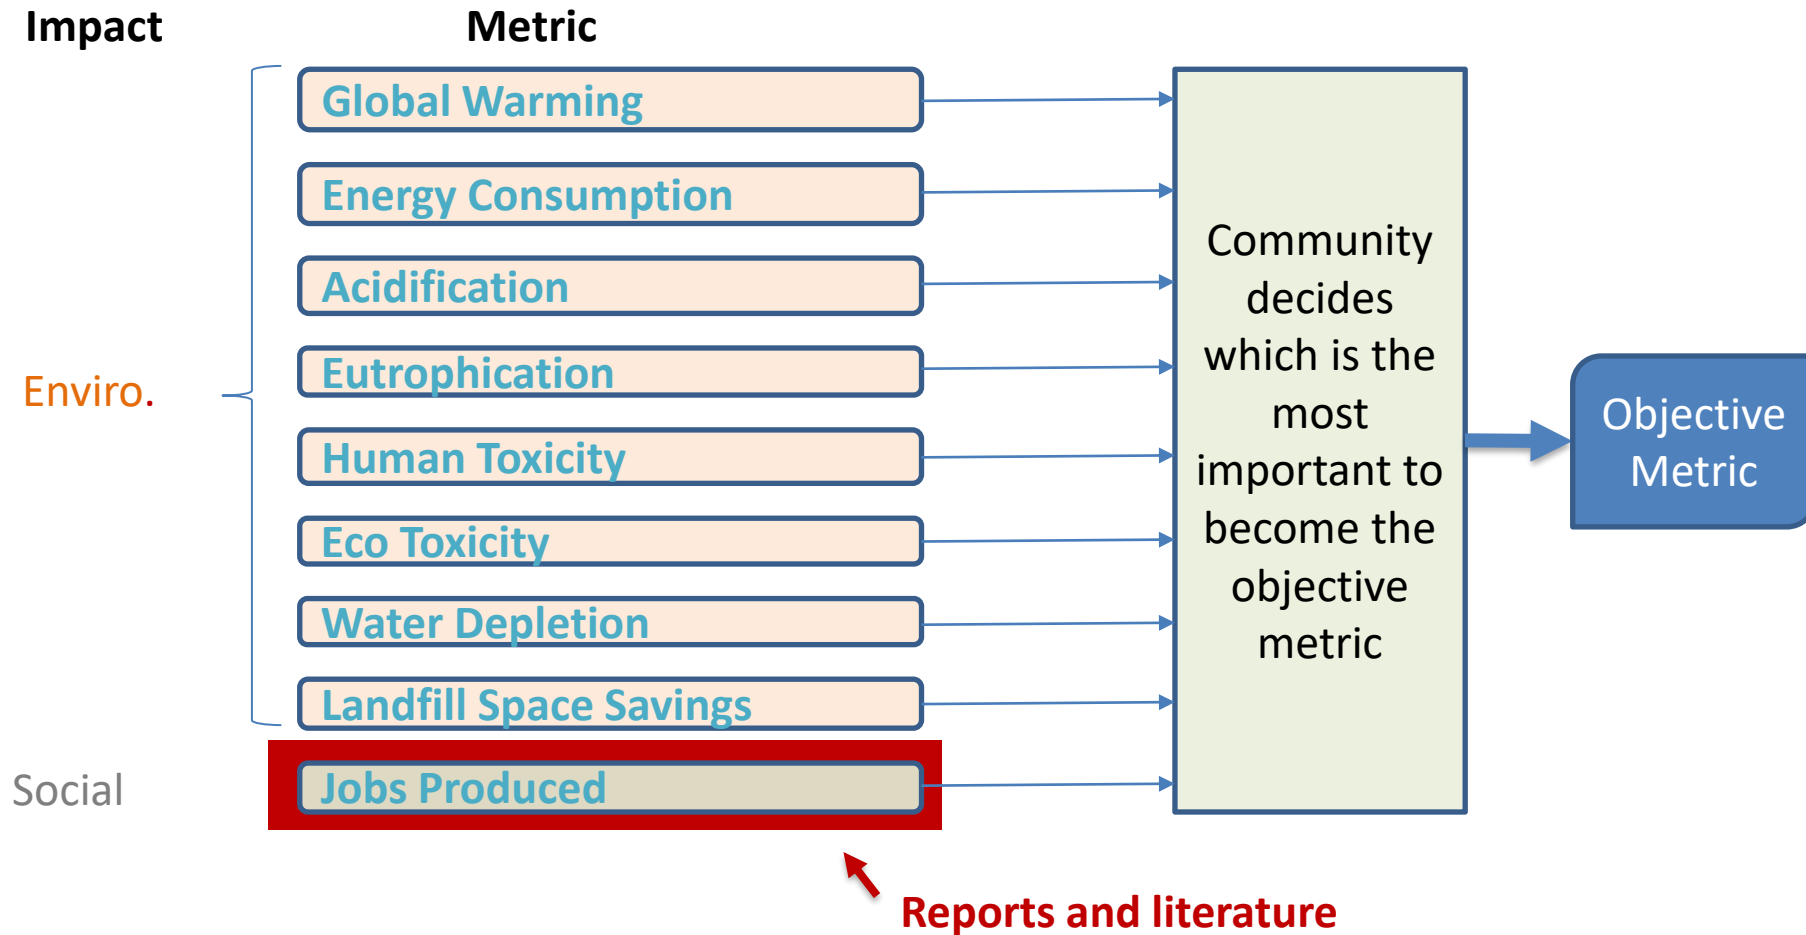 Impact
Metric
Global Warming
Energy Consumption
Acidification
Eutrophication
Human Toxicity
Eco Toxicity
Water Depletion
Landfill Space Savings
Jobs Produced
Enviro.
Social
Community
decides
which is the
most
important to
become the
objective
metric
Objective
Metric
Reports and literature